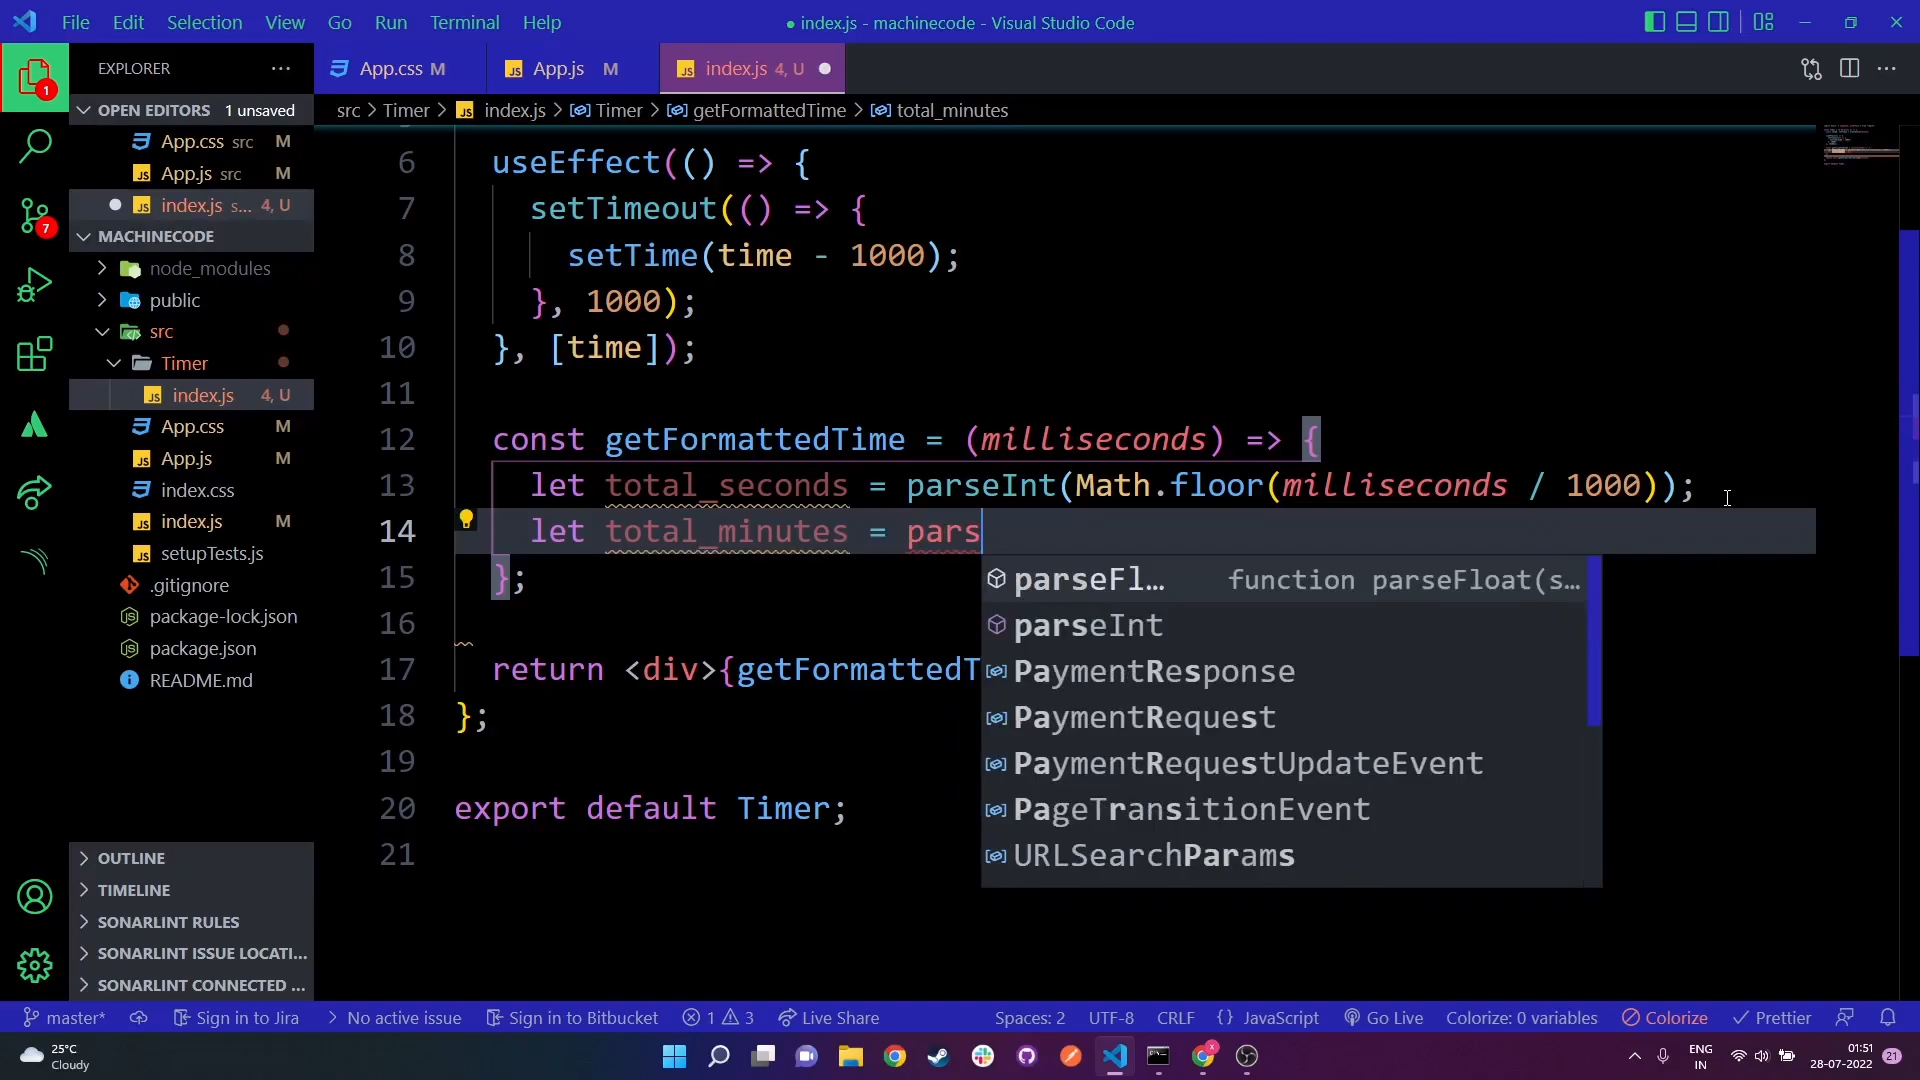 File Edit Selection View Go Run Terminal Help
● index.js - machinecode - Visual Studio Code
EXPLORER
App.css M
App.js M
index.js 4, U
1
OPEN EDITORS 1 unsaved
src > Timer > index.js > Timer > getFormattedTime > total_minutes
App.css src M
App.js src M
index.js s... 4, U
7
MACHINECODE
node_modules
public
src
Timer
index.js 4, U
App.css M
App.js M
index.css
index.js M
setupTests.js
.gitignore
package-lock.json
package.json
README.md
OUTLINE
TIMELINE
SONARLINT RULES
SONARLINT ISSUE LOCATI...
SONARLINT CONNECTED ...
6 useEffect(() => {
7 setTimeout(() => {
8 setTime(time - 1000);
9 }, 1000);
10 }, [time]);
11
12 const getFormattedTime = (milliseconds) => {
13 let total_seconds = parseInt(Math.floor(milliseconds / 1000));
14 let total_minutes = pars
15 };
16
17 return <div>{getFormattedT
18 };
19
20 export default Timer;
21
parseFl... function parseFloat(s...
parseInt
PaymentResponse
PaymentRequest
PaymentRequestUpdateEvent
PageTransitionEvent
URLSearchParams
master* Sign in to Jira No active issue Sign in to Bitbucket 1 3 Live Share Spaces: 2 UTF-8 CRLF {} JavaScript Go Live Colorize: 0 variables Colorize Prettier
25°C
Cloudy
ENG
IN
01:51
28-07-2022
21